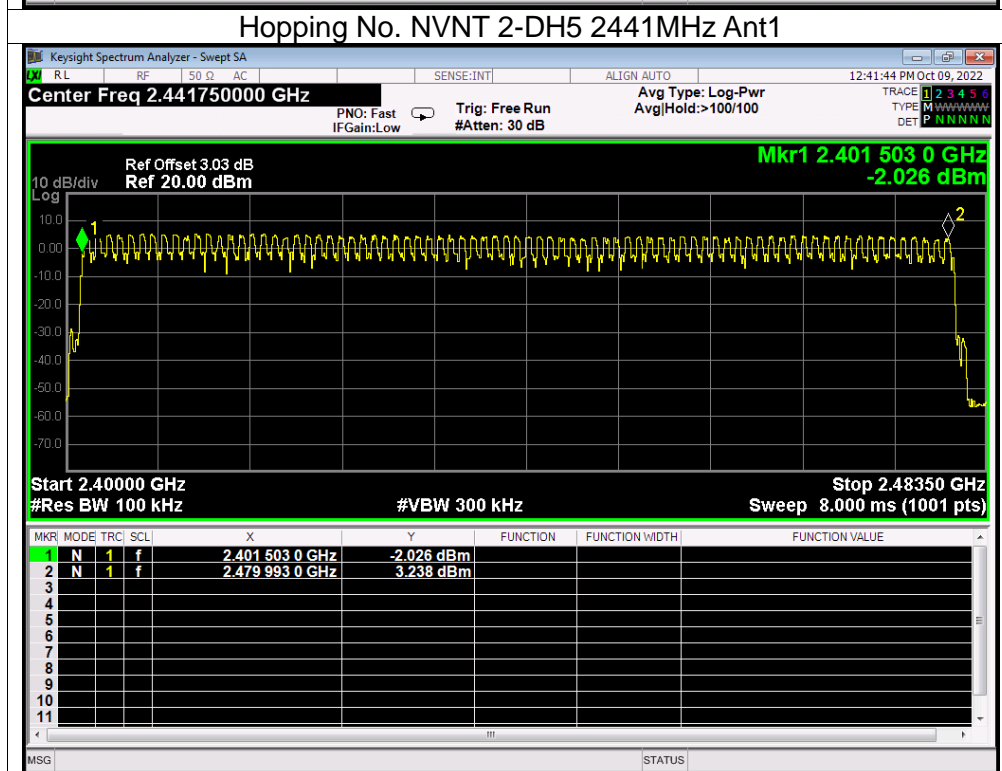 Hopping No. NVNT 2-DH5 2441MHz Ant1
Keysight Spectrum Analyzer - Swept SA
LXI RL RF 50 Ω AC SENSE:INT ALIGN AUTO 12:41:44 PM Oct 09, 2022
Center Freq 2.441750000 GHz Avg Type: Log-Pwr TRACE 1 2 3 4 5 6
PNO: Fast Trig: Free Run Avg|Hold:>100/100 TYPE M WWWWW
IFGain:Low #Atten: 30 dB DET P N N N N N
Mkr1 2.401 503 0 GHz
Ref Offset 3.03 dB
10 dB/div Ref 20.00 dBm -2.026 dBm
Log
10.0
0.00
-10.0
-20.0
-30.0
-40.0
-50.0
-60.0
-70.0
1
2
Start 2.40000 GHz Stop 2.48350 GHz
#Res BW 100 kHz #VBW 300 kHz Sweep 8.000 ms (1001 pts)
MKR MODE TRC SCL X Y FUNCTION FUNCTION WIDTH FUNCTION VALUE
1 N 1 f 2.401 503 0 GHz -2.026 dBm
2 N 1 f 2.479 993 0 GHz 3.238 dBm
3
4
5
6
7
8
9
10
11
MSG STATUS